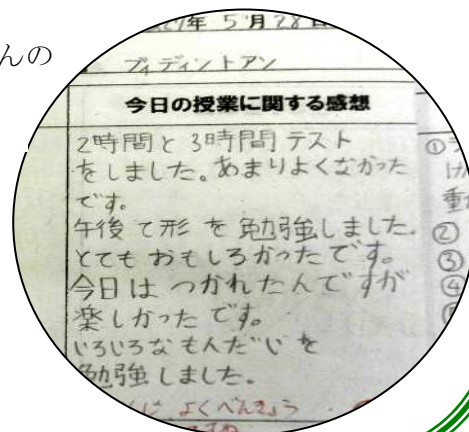 んの
年 5月28日
ブィディントアン
今日の授業に関する感想
2時間と 3時間 テスト
をしました。あまりよくなかった
です。
午後 て形 を 勉強しました.
とても おもしろかったです。
今日は つかれたんですが
楽しかった です。
いろいろな もんだいを
勉強 しました。
よくべんきょう
①
②
③
④